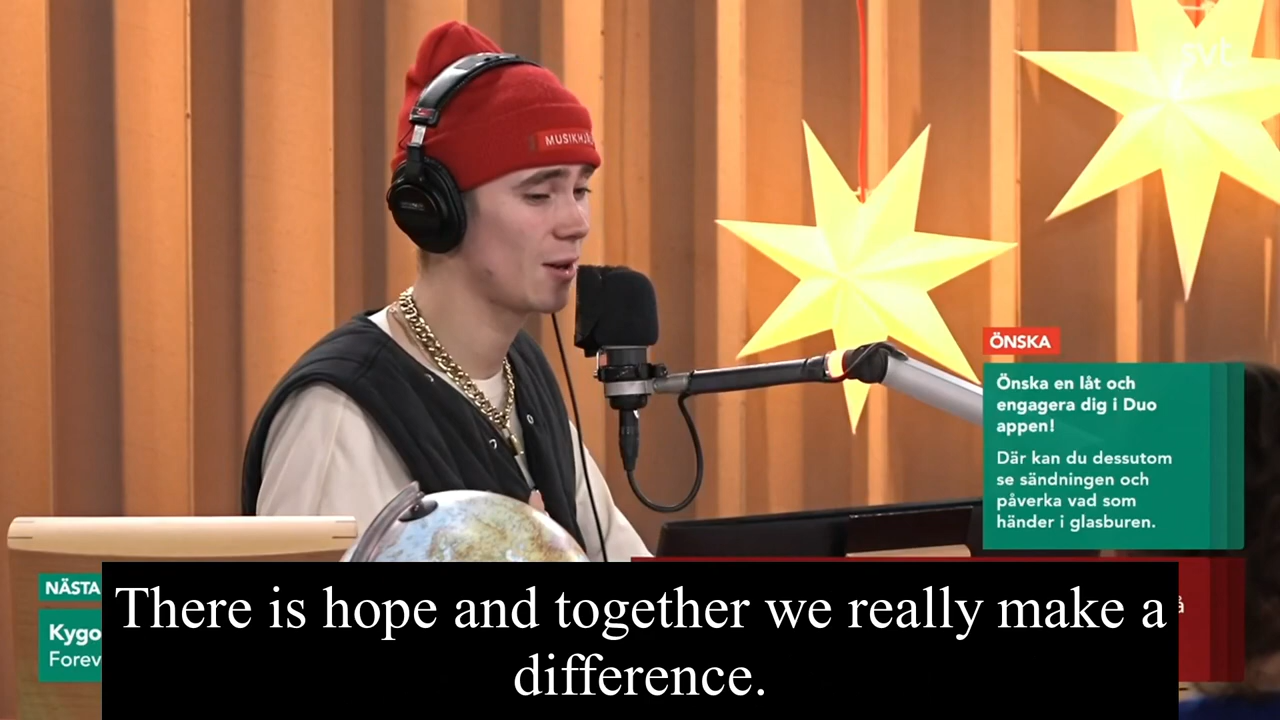 svt
MUSIKHJ
ÖNSKA
Önska en låt och
engagera dig i Duo
appen!
Där kan du dessutom
se sändningen och
påverka vad som
händer i glasburen.
NÄSTA
Kygo
Forev
There is hope and together we really make a
difference.